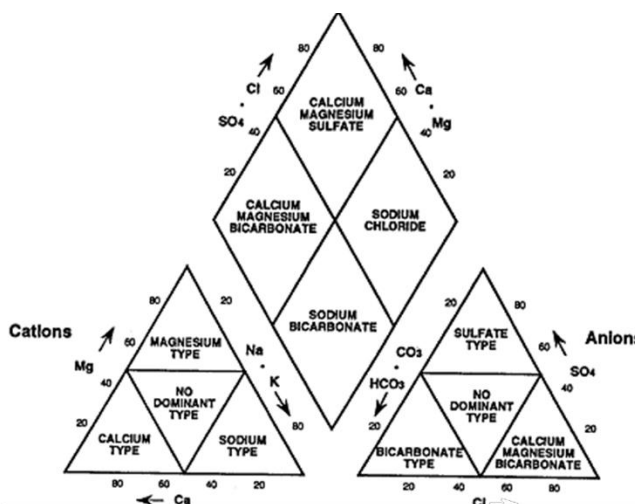 80
80
Cl
Ca
CALCIUM
MAGNESIUM
SULFATE
60
60
SO4
40
40
Mg
20
20
CALCIUM
MAGNESIUM
BICARBONATE
SODIUM
CHLORIDE
SODIUM
BICARBONATE
Cations
80
20
MAGNESIUM
TYPE
60
Mg
Na
K
40
NO
DOMINANT
TYPE
20
CALCIUM
TYPE
SODIUM
TYPE
80
80
60
40
20
Ca
Anions
20
80
SULFATE
TYPE
CO3
HCO3
60
SO4
40
NO
DOMINANT
TYPE
20
20
BICARBONATE
TYPE
CALCIUM
MAGNESIUM
BICARBONATE
20
40
60
80
Cl